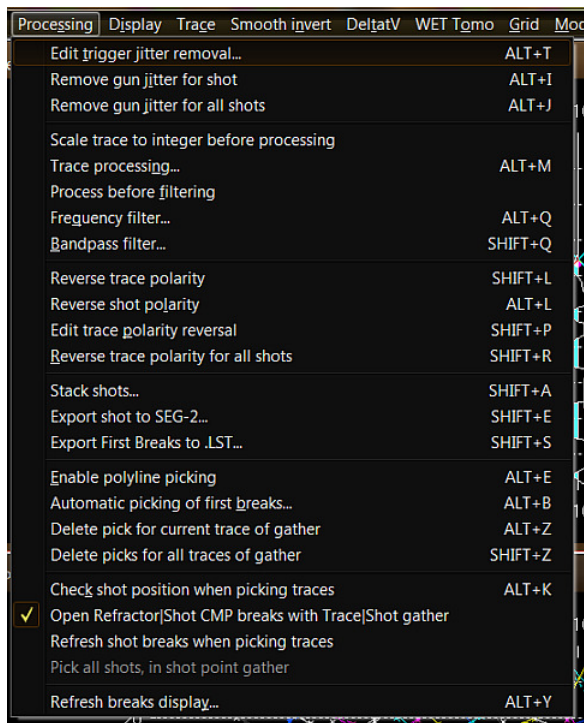 Processing Display Trace Smooth invert DeltatV WET Tomo Grid
Edit trigger jitter removal... ALT+T
Remove gun jitter for shot ALT+I
Remove gun jitter for all shots ALT+J
Scale trace to integer before processing
Trace processing... ALT+M
Process before filtering
Frequency filter... ALT+Q
Bandpass filter... SHIFT+Q
Reverse trace polarity SHIFT+L
Reverse shot polarity ALT+L
Edit trace polarity reversal SHIFT+P
Reverse trace polarity for all shots SHIFT+R
Stack shots... SHIFT+A
Export shot to SEG-2... SHIFT+E
Export First Breaks to .LST... SHIFT+S
Enable polyline picking ALT+E
Automatic picking of first breaks... ALT+B
Delete pick for current trace of gather ALT+Z
Delete picks for all traces of gather SHIFT+Z
Check shot position when picking traces ALT+K
Open Refractor|Shot CMP breaks with Trace|Shot gather
Refresh shot breaks when picking traces
Pick all shots, in shot point gather
Refresh breaks display... ALT+Y